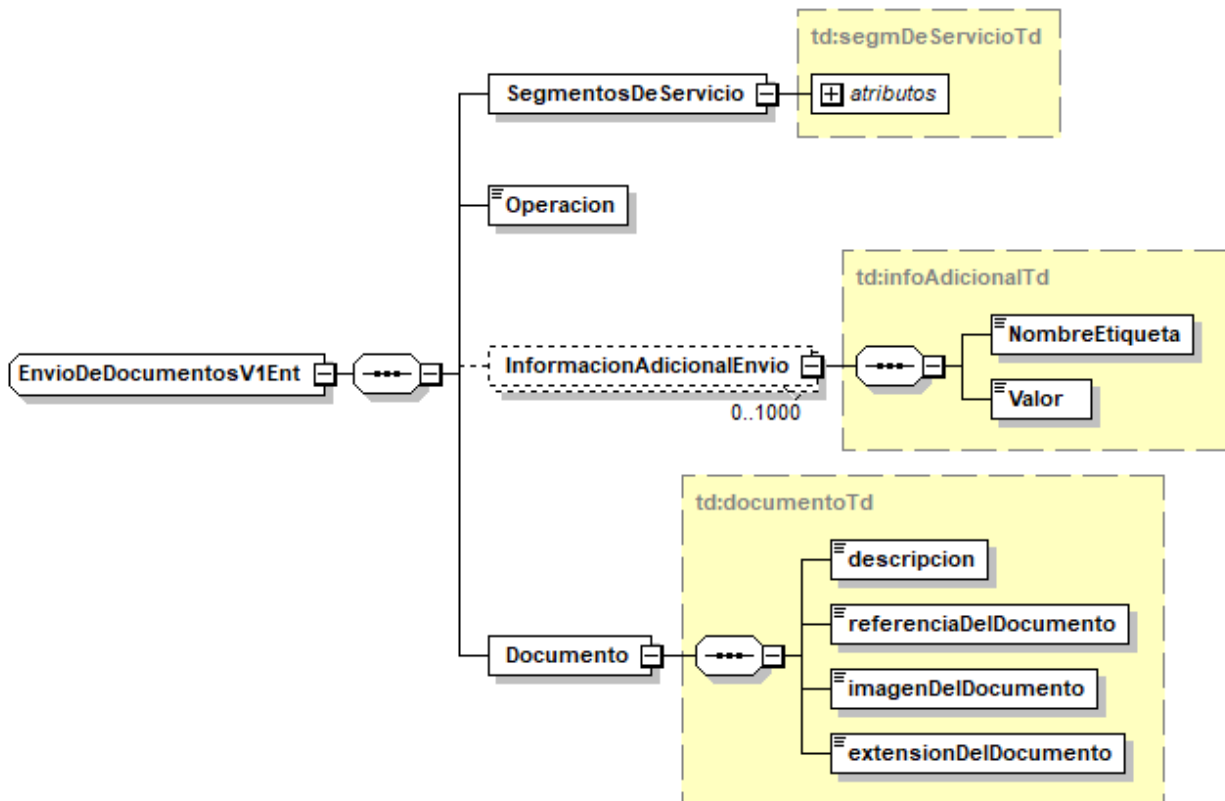 td:segmDeServicioTd
SegmentosDeServicio
atributos
Operacion
td:infoAdicionalTd
NombreEtiqueta
EnvioDeDocumentosV1Ent
InformacionAdicionalEnvio
Valor
0..1000
td:documentoTd
descripcion
referenciaDelDocumento
Documento
imagenDelDocumento
extensionDelDocumento